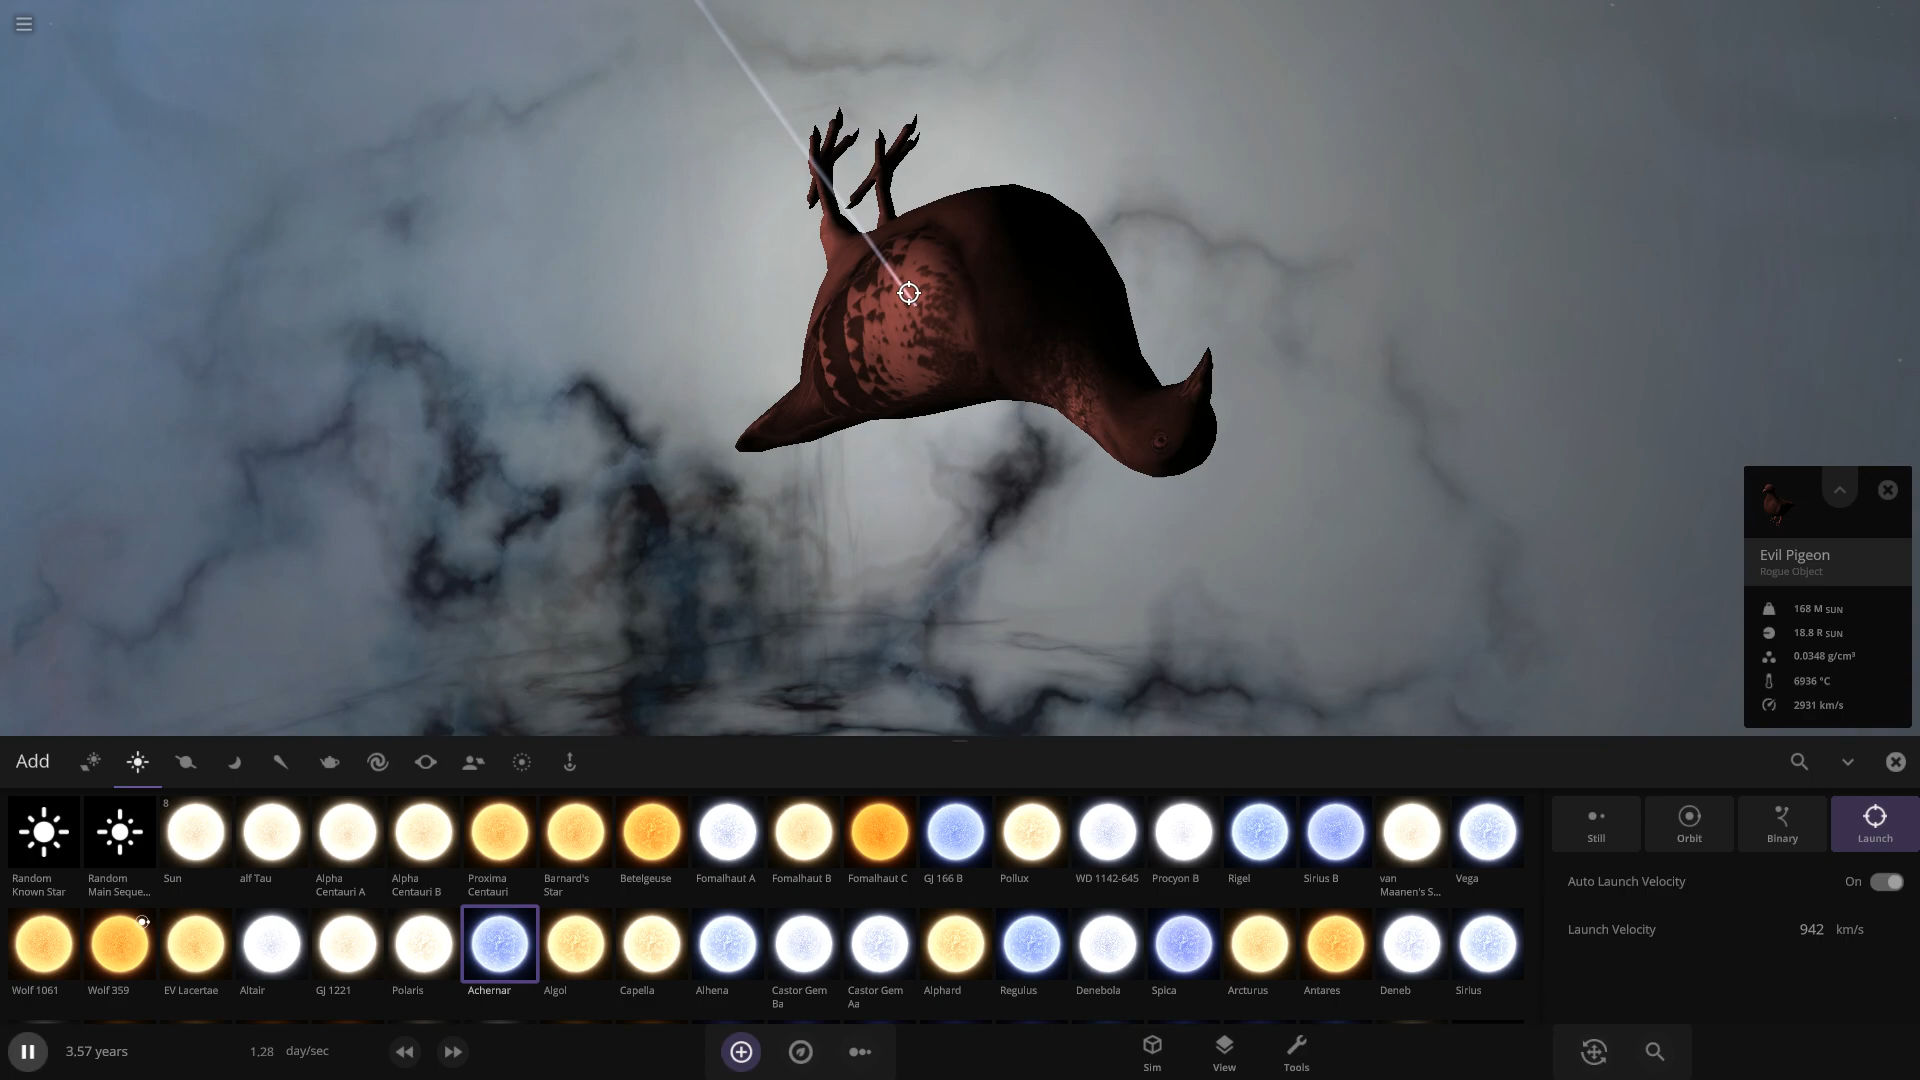 Evil Pigeon
Rogue Object
168 M SUN
18.8 R SUN
0.0348 g/cm³
6936 °C
2931 km/s
Add
8
Random
Known Star
Random
Main Seque...
Sun
alf Tau
Alpha
Centauri A
Alpha
Centauri B
Proxima
Centauri
Barnard's
Star
Betelgeuse
Fomalhaut A
Fomalhaut B
Fomalhaut C
GJ 166 B
Pollux
WD 1142-645
Procyon B
Rigel
Sirius B
van
Maanen's S...
Vega
Still
Orbit
Binary
Launch
Auto Launch Velocity
On
Launch Velocity
942 km/s
Wolf 1061
Wolf 359
EV Lacertae
Altair
GJ 1221
Polaris
Achernar
Algol
Capella
Alhena
Castor Gem
Ba
Castor Gem
Aa
Alphard
Regulus
Denebola
Spica
Arcturus
Antares
Deneb
Sirius
3.57 years
1,28 day/sec
Sim
View
Tools